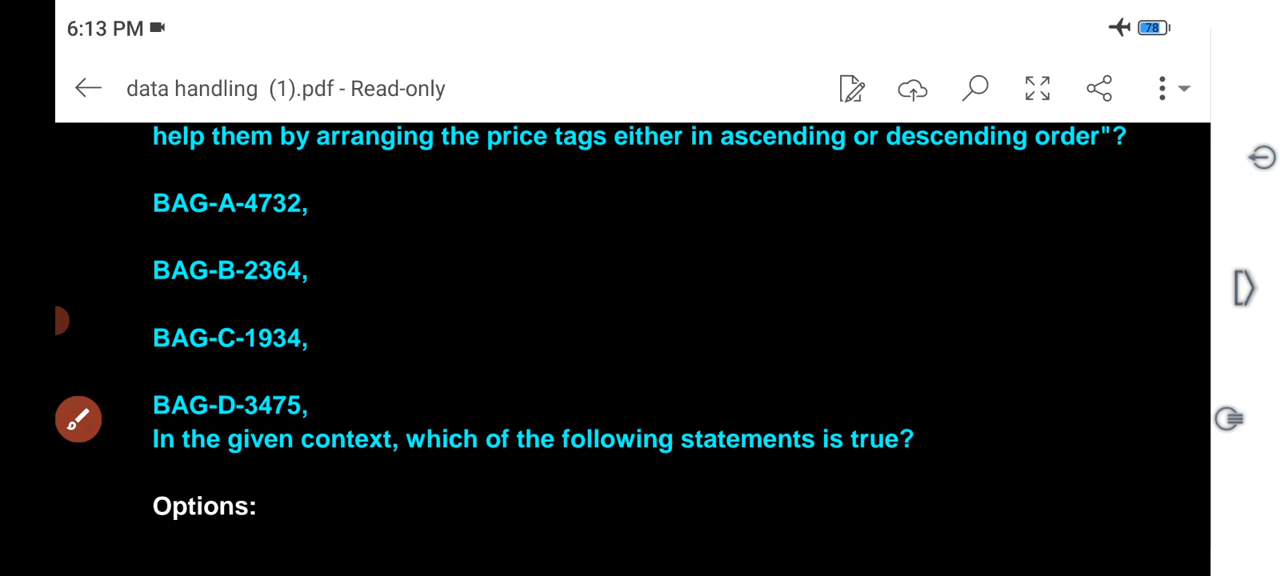 6:13 PM
78
data handling (1).pdf - Read-only
help them by arranging the price tags either in ascending or descending order"?
BAG-A-4732,
BAG-B-2364,
BAG-C-1934,
BAG-D-3475,
In the given context, which of the following statements is true?
Options: